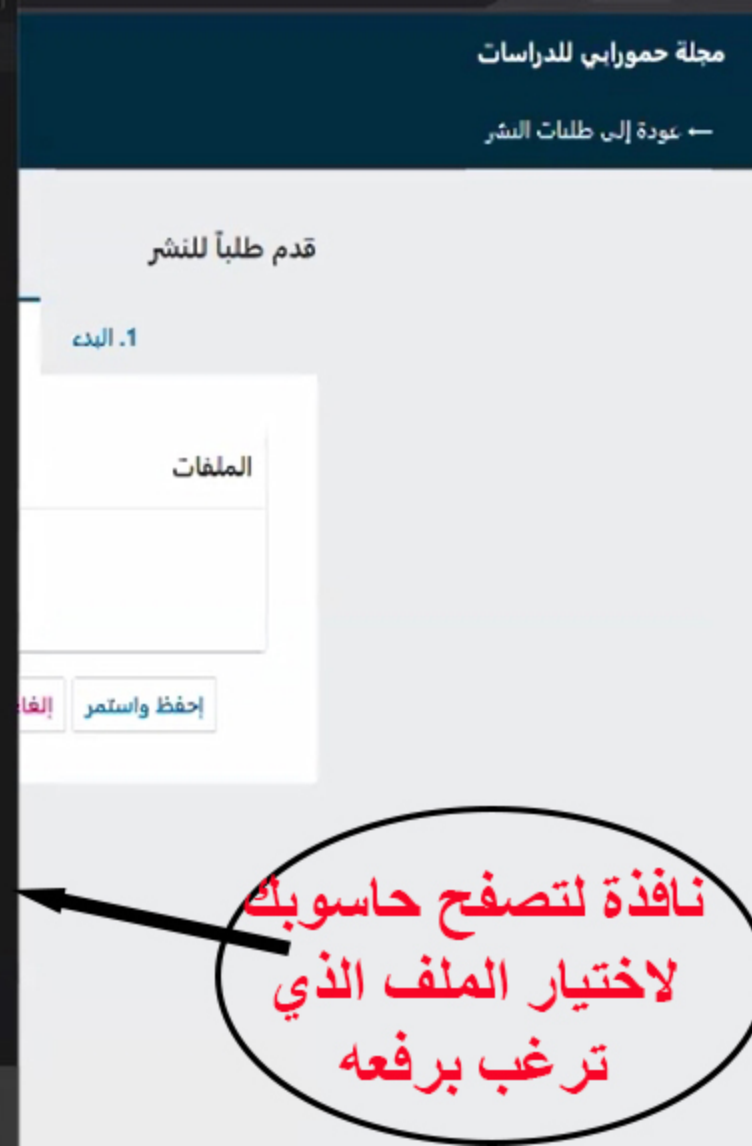 مجلة حمورابي للدراسات
← عودة إلى طلبات النشر
قدم طلباً للنشر
1. البدء
الملفات
إحفظ واستمر
إلغا
نافذة لتصفح حاسوبك
لاختيار الملف الذي
ترغب برفعه